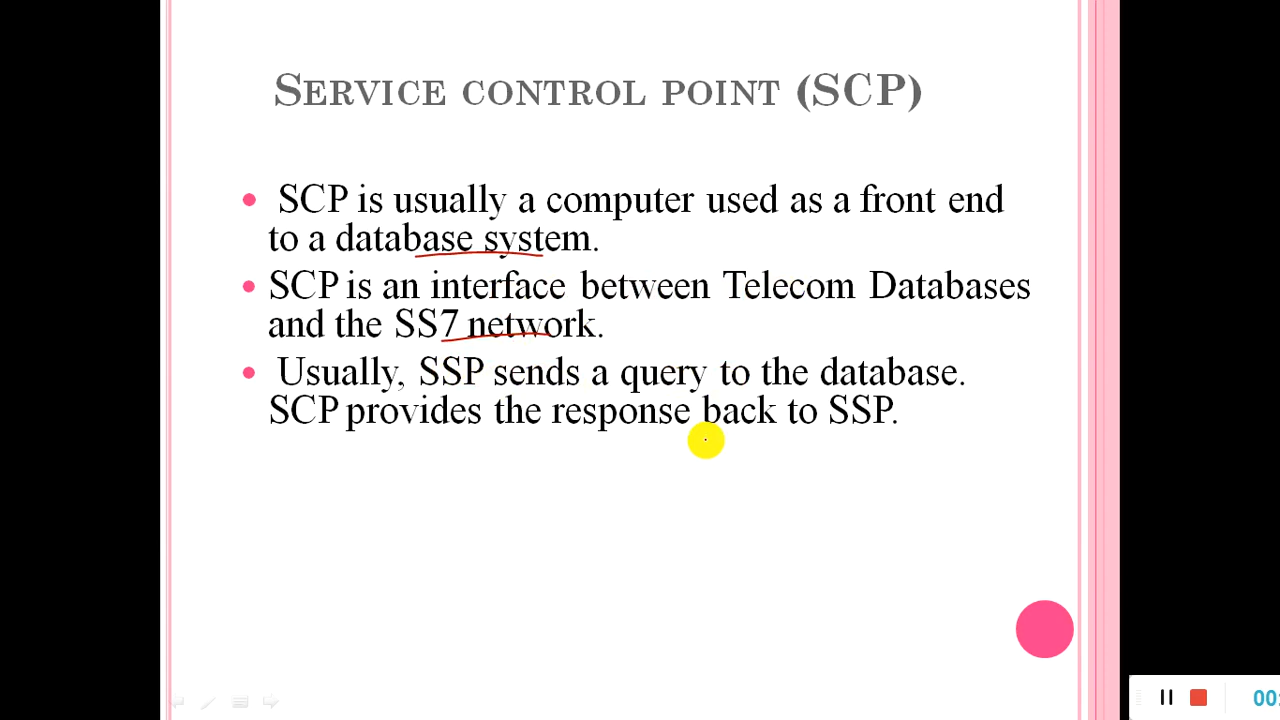 SERVICE CONTROL POINT (SCP)
SCP is usually a computer used as a front end
to a database system.
SCP is an interface between Telecom Databases
and the SS7 network.
Usually, SSP sends a query to the database.
SCP provides the response back to SSP.